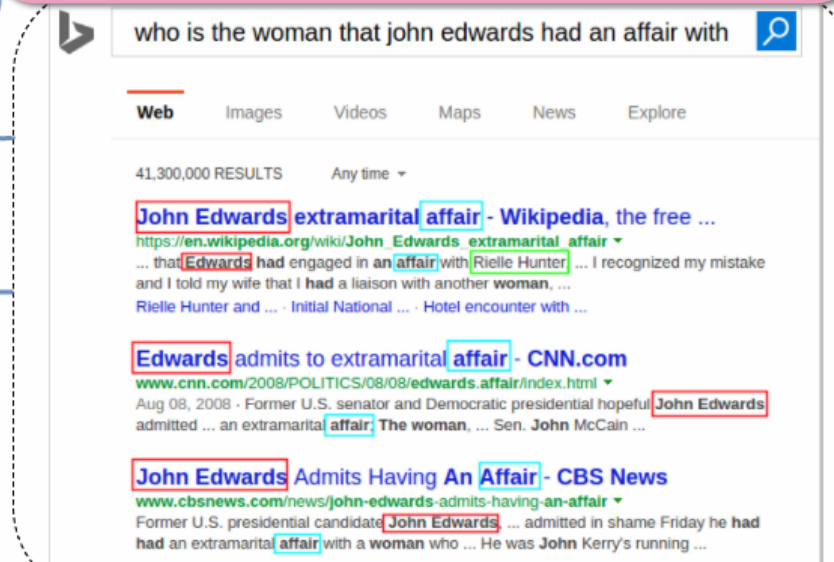 who is the woman that john edwards had an affair with
Web Images Videos Maps News Explore
41,300,000 RESULTS Any time
John Edwards extramarital affair - Wikipedia, the free ...
https://en.wikipedia.org/wiki/John_Edwards_extramarital_affair
... that Edwards had engaged in an affair with Rielle Hunter ... I recognized my mistake
and I told my wife that I had a liaison with another woman, ...
Rielle Hunter and ... · Initial National ... · Hotel encounter with ...
Edwards admits to extramarital affair - CNN.com
www.cnn.com/2008/POLITICS/08/08/edwards.affair/index.html
Aug 08, 2008 · Former U.S. senator and Democratic presidential hopeful John Edwards
admitted ... an extramarital affair; The woman, ... Sen. John McCain ...
John Edwards Admits Having An Affair - CBS News
www.cbsnews.com/news/john-edwards-admits-having-an-affair
Former U.S. presidential candidate John Edwards, ... admitted in shame Friday he had
had an extramarital affair with a woman who ... He was John Kerry's running ...